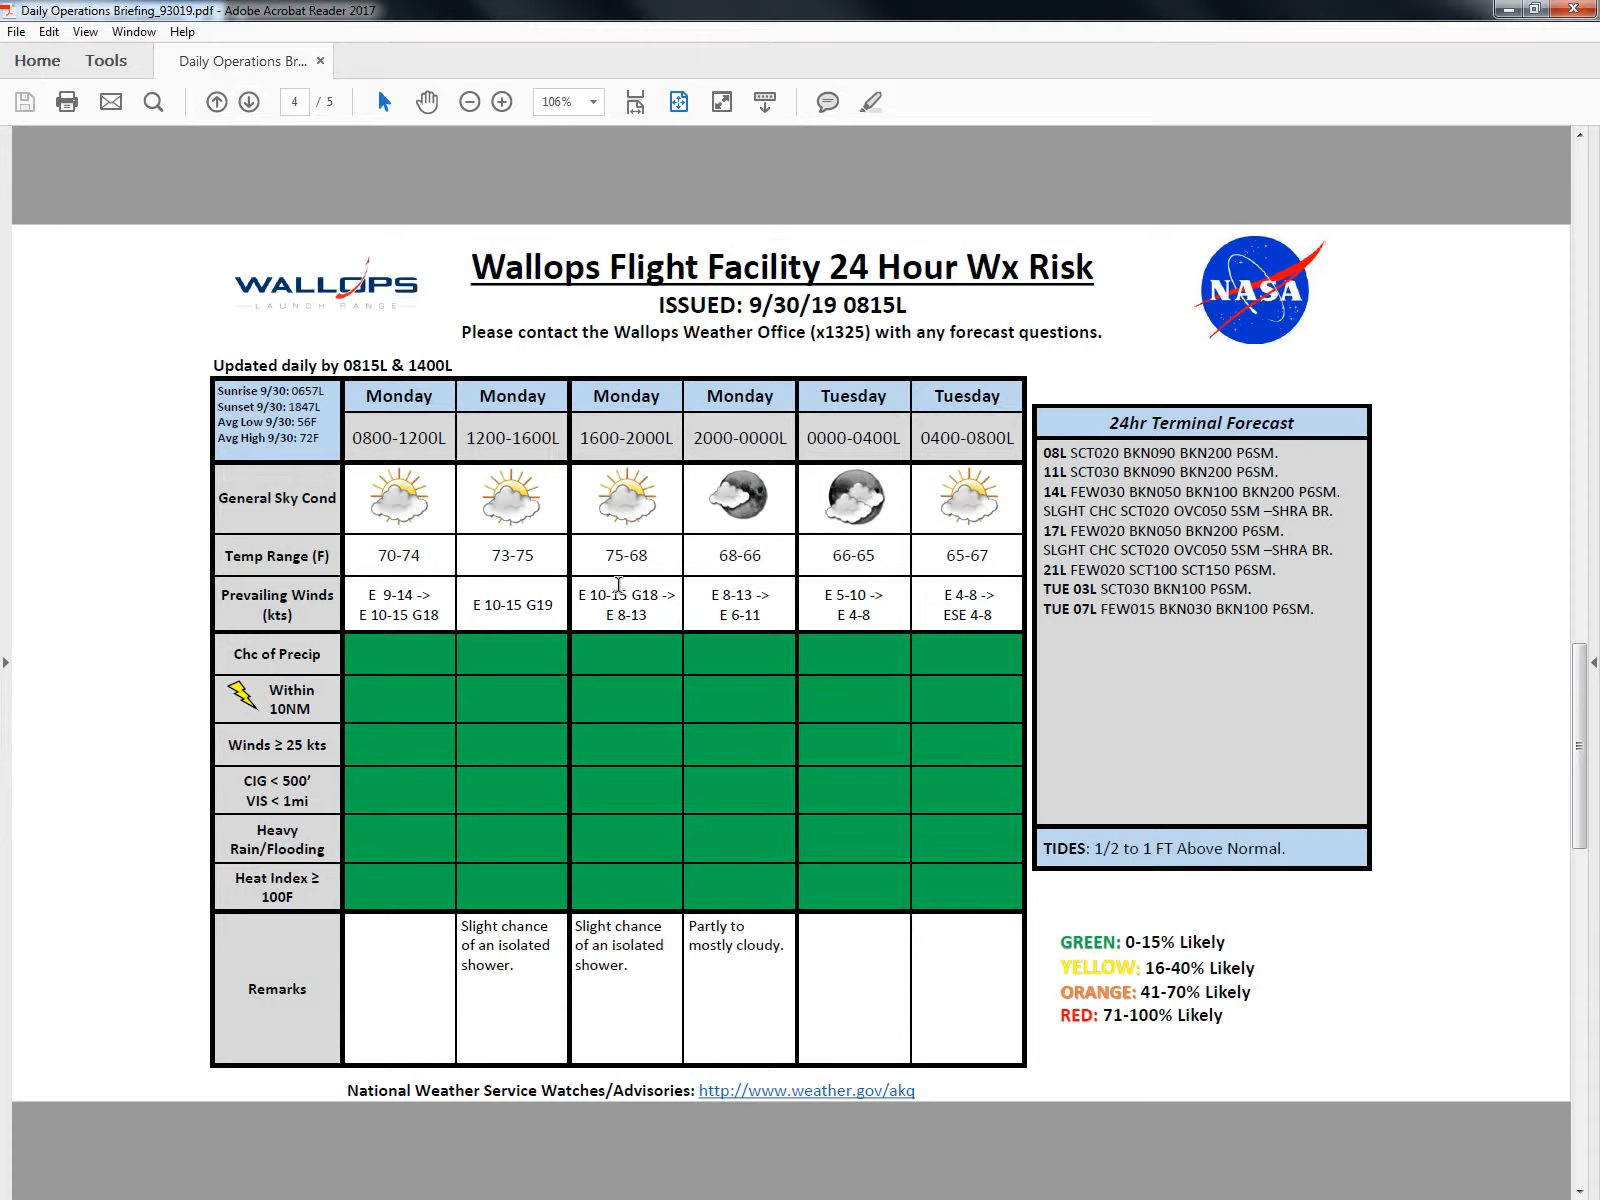 Daily Operations Briefing_93019.pdf - Adobe Acrobat Reader 2017
File Edit View Window Help
Home Tools Daily Operations Br... ×
4 / 5 106%
WALLOPS
LAUNCH RANGE
Wallops Flight Facility 24 Hour Wx Risk
ISSUED: 9/30/19 0815L
Please contact the Wallops Weather Office (x1325) with any forecast questions.
NASA
Updated daily by 0815L & 1400L
Sunrise 9/30: 0657L
Sunset 9/30: 1847L
Avg Low 9/30: 56F
Avg High 9/30: 72F
Monday Monday Monday Monday Tuesday Tuesday
0800-1200L 1200-1600L 1600-2000L 2000-0000L 0000-0400L 0400-0800L
General Sky Cond
Temp Range (F) 70-74 73-75 75-68 68-66 66-65 65-67
Prevailing Winds
(kts)
E 9-14 ->
E 10-15 G18
E 10-15 G19
E 10-15 G18 ->
E 8-13
E 8-13 ->
E 6-11
E 5-10 ->
E 4-8
E 4-8 ->
ESE 4-8
Chc of Precip
Within
10NM
Winds ≥ 25 kts
CIG < 500’
VIS < 1mi
Heavy
Rain/Flooding
Heat Index ≥
100F
Remarks
Slight chance
of an isolated
shower.
Slight chance
of an isolated
shower.
Partly to
mostly cloudy.
24hr Terminal Forecast
08L SCT020 BKN090 BKN200 P6SM.
11L SCT030 BKN090 BKN200 P6SM.
14L FEW030 BKN050 BKN100 BKN200 P6SM.
SLGHT CHC SCT020 OVC050 5SM –SHRA BR.
17L FEW020 BKN050 BKN200 P6SM.
SLGHT CHC SCT020 OVC050 5SM –SHRA BR.
21L FEW020 SCT100 SCT150 P6SM.
TUE 03L SCT030 BKN100 P6SM.
TUE 07L FEW015 BKN030 BKN100 P6SM.
TIDES: 1/2 to 1 FT Above Normal.
GREEN: 0-15% Likely
YELLOW: 16-40% Likely
ORANGE: 41-70% Likely
RED: 71-100% Likely
National Weather Service Watches/Advisories: http://www.weather.gov/akq